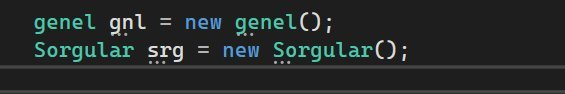 genel gnl = new genel();
Sorgular srg = new Sorgular();